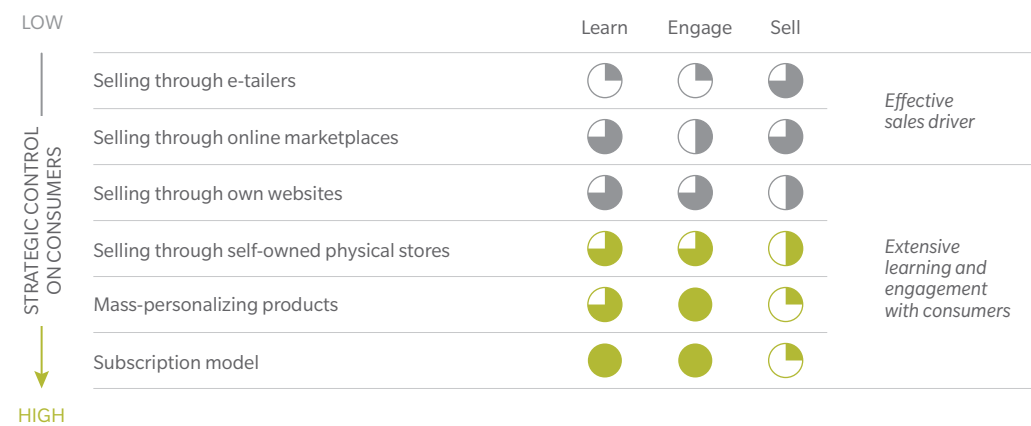 LOW
Learn Engage Sell
Selling through e-tailers
Effective
sales driver
Selling through online marketplaces
Selling through own websites
Selling through self-owned physical stores
Extensive
learning and
engagement
with consumers
Mass-personalizing products
Subscription model
STRATEGIC CONTROL
ON CONSUMERS
HIGH